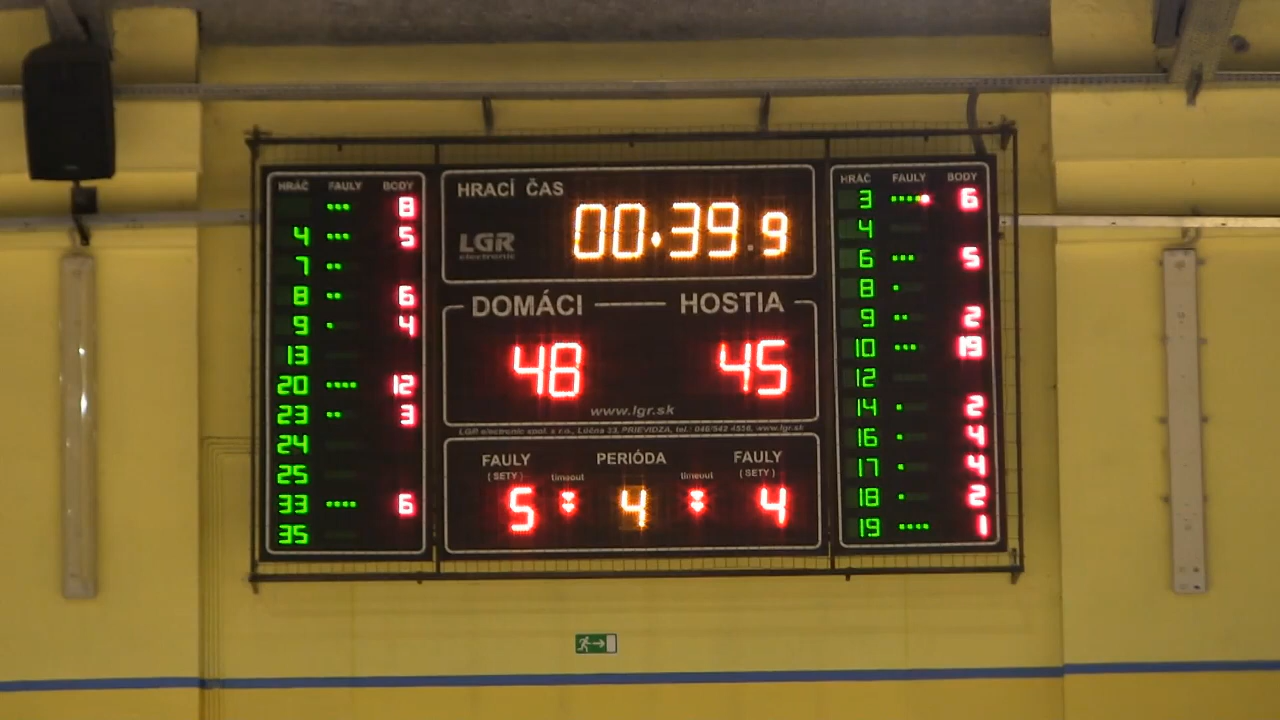 HRÁČ FAULY BODY
8
4 5
7
8 6
9 4
13
20 12
23 3
24
25
33 6
35
HRACÍ ČAS
LGR
electronic
00:39.9
DOMÁCI HOSTIA
48 45
www.lgr.sk
FAULY PERIÓDA FAULY
( SETY ) timeout timeout ( SETY )
5 4 4
HRÁČ FAULY BODY
3 6
4
6 5
8
9 2
10 19
12
14 2
16 4
17 4
18 2
19 1